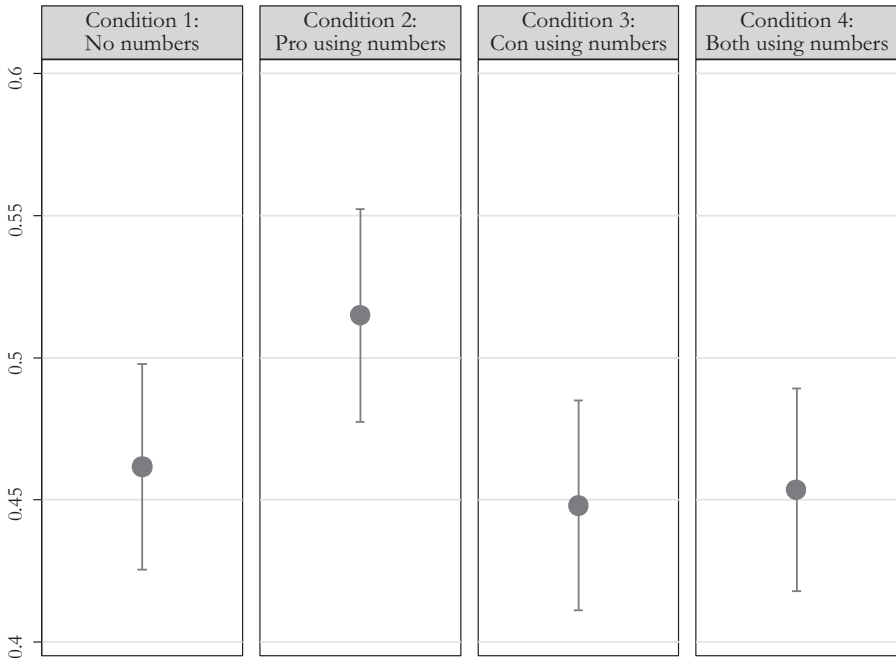 Condition 1:
No numbers
Condition 2:
Pro using numbers
Condition 3:
Con using numbers
Condition 4:
Both using numbers
0.6
0.55
0.5
0.45
0.4